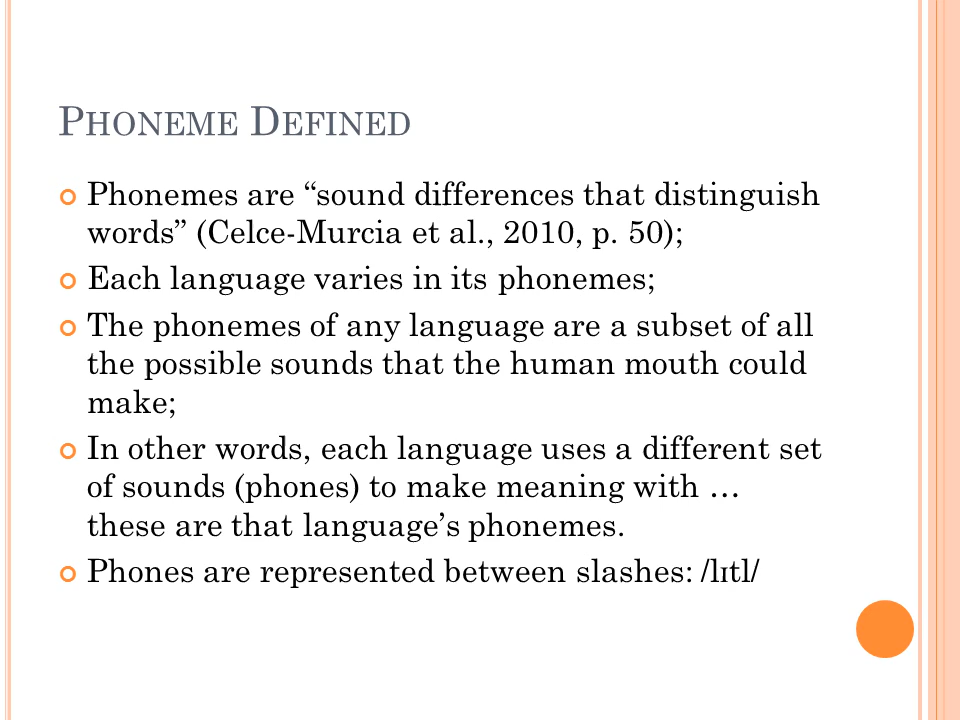 Phoneme Defined
Phonemes are “sound differences that distinguish
words” (Celce-Murcia et al., 2010, p. 50);
Each language varies in its phonemes;
The phonemes of any language are a subset of all
the possible sounds that the human mouth could
make;
In other words, each language uses a different set
of sounds (phones) to make meaning with …
these are that language’s phonemes.
Phones are represented between slashes: /lɪtl/